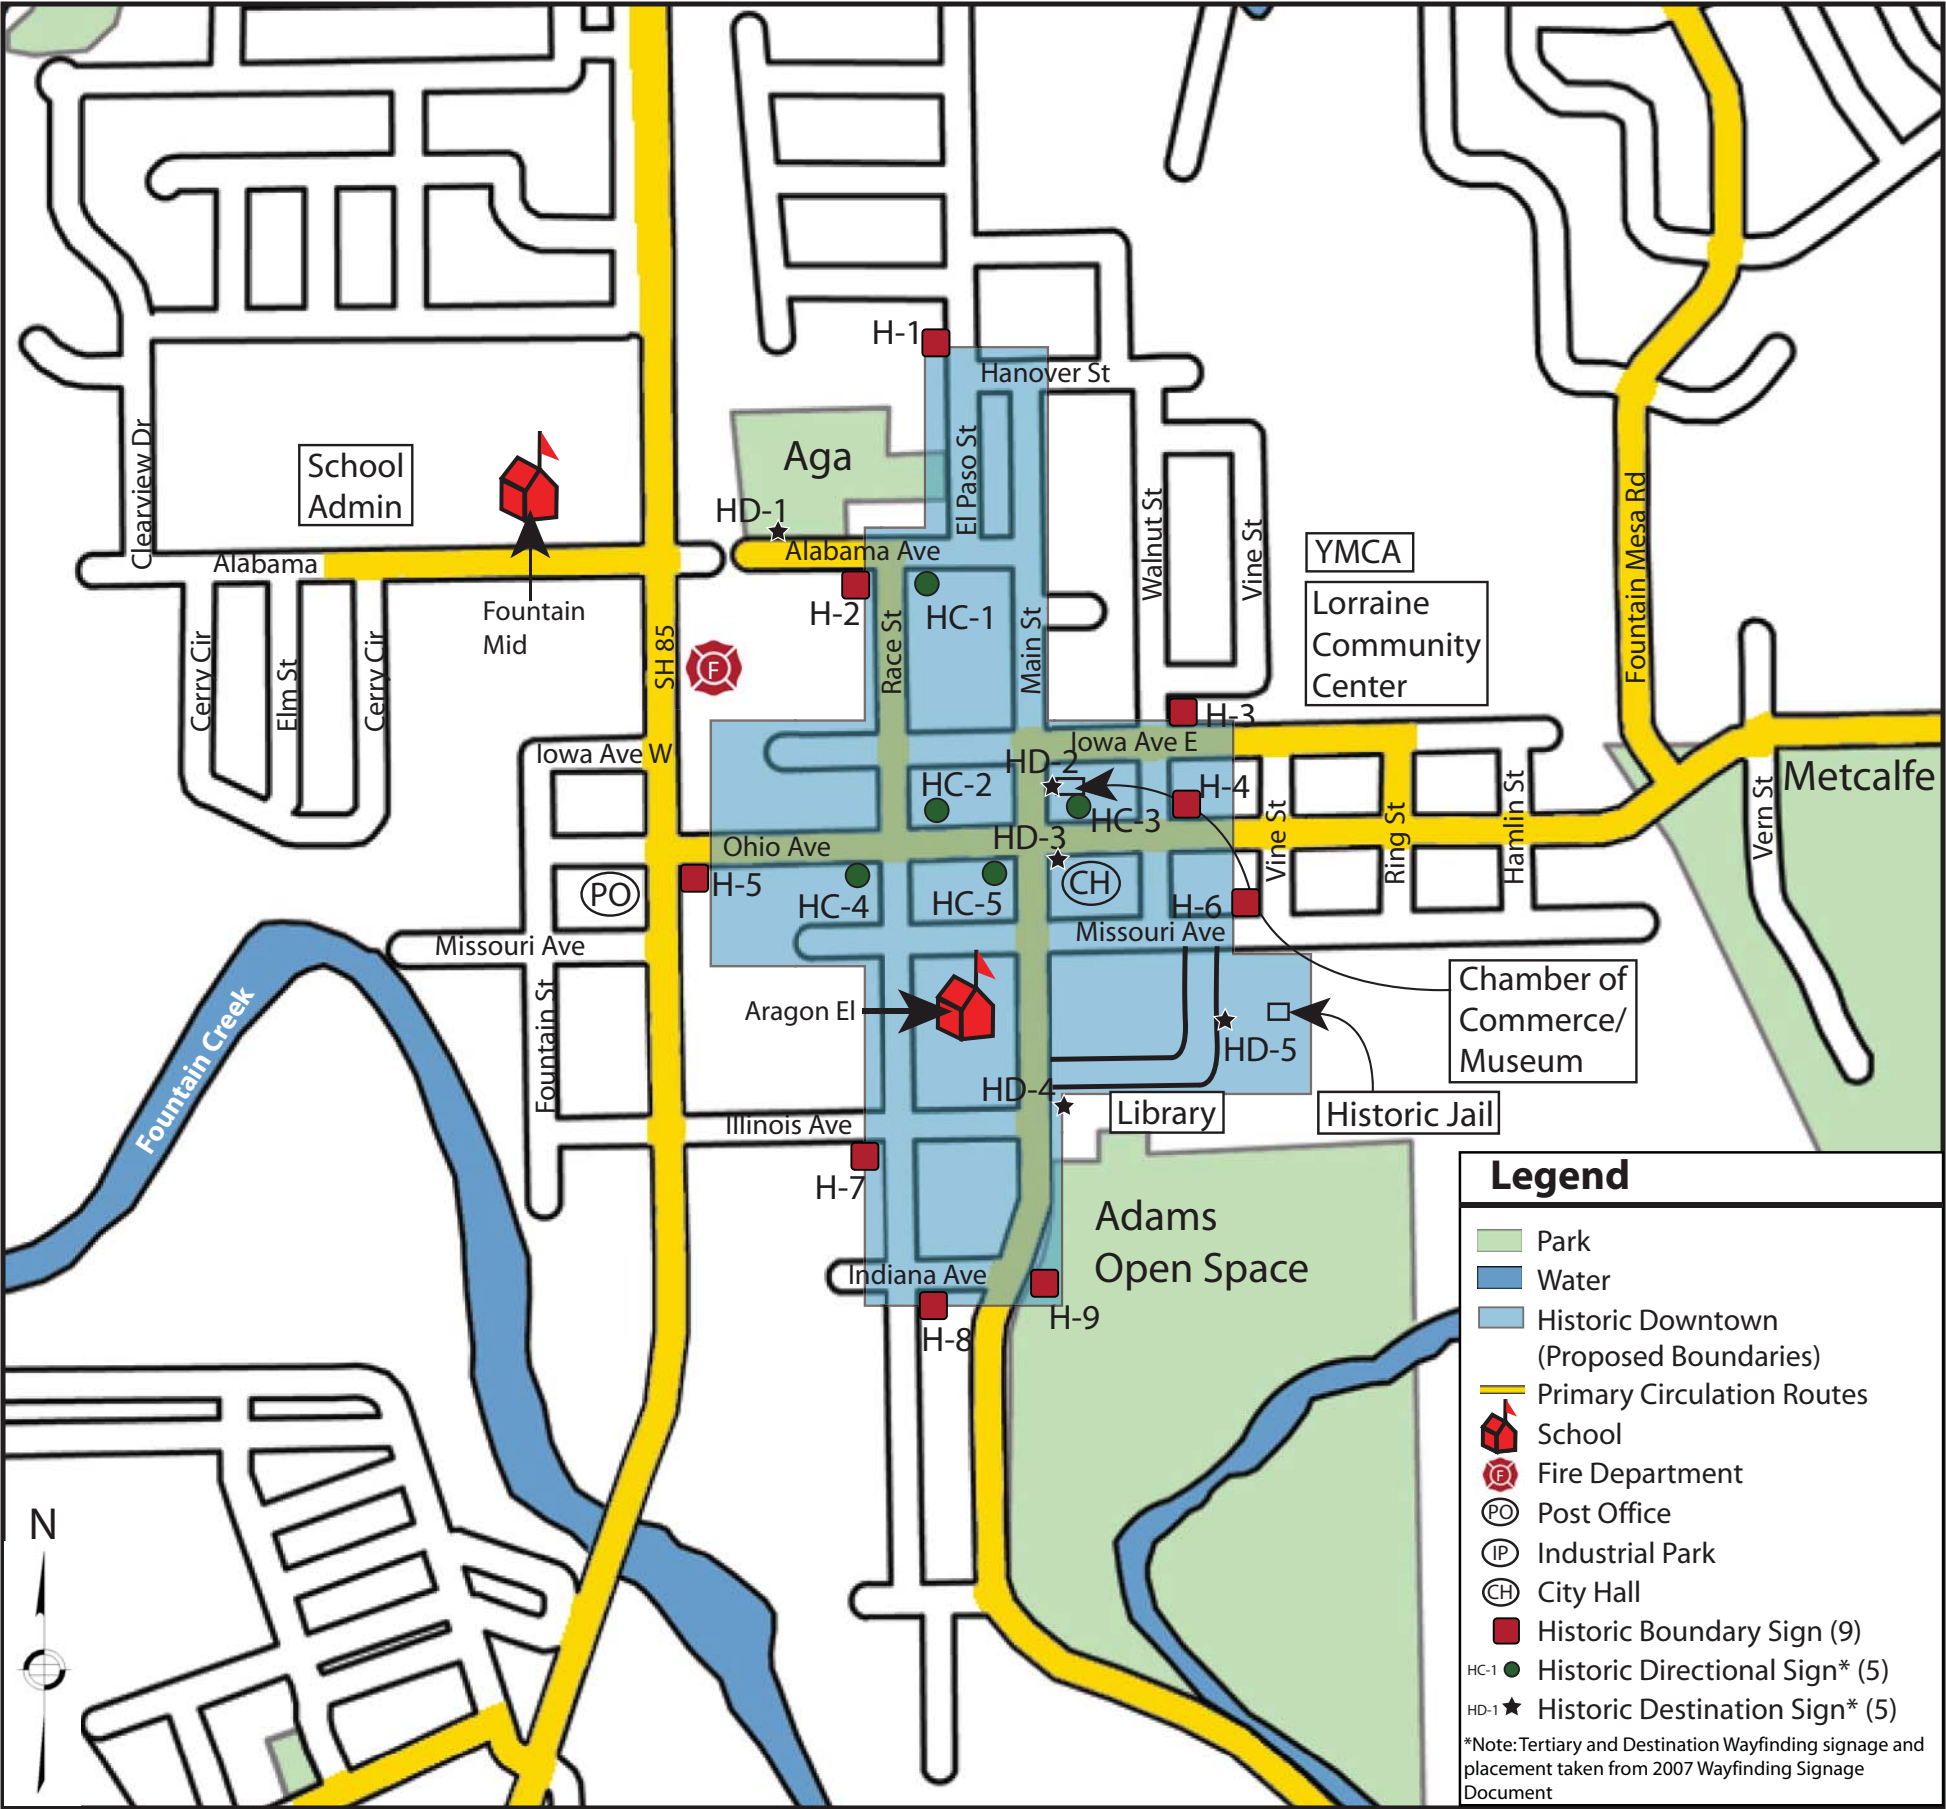 H-1
Hanover St
Aga
El Paso St
HD-1
Alabama Ave
School
Admin
Clearview Dr
Alabama
Fountain
Mid
H-2
HC-1
Race St
Main St
Walnut St
Vine St
YMCA
Lorraine
Community
Center
Fountain Mesa Rd
Cerry Cir
Elm St
Cerry Cir
SH 85
F
H-3
Iowa Ave W
Iowa Ave E
HD-2
HC-2
H-4
HC-3
HD-3
Ohio Ave
Vine St
Ring St
Hamlin St
Vern St
Metcalfe
PO
H-5
HC-4
HC-5
CH
H-6
Missouri Ave
Missouri Ave
Fountain Creek
Fountain St
Aragon El
Chamber of
Commerce/
Museum
HD-5
HD-4
Library
Historic Jail
Illinois Ave
H-7
Adams
Open Space
Indiana Ave
H-8
H-9
N
Legend
Park
Water
Historic Downtown
(Proposed Boundaries)
Primary Circulation Routes
School
F Fire Department
PO Post Office
IP Industrial Park
CH City Hall
Historic Boundary Sign (9)
HC-1 Historic Directional Sign* (5)
HD-1 Historic Destination Sign* (5)
*Note: Tertiary and Destination Wayfinding signage and
placement taken from 2007 Wayfinding Signage
Document